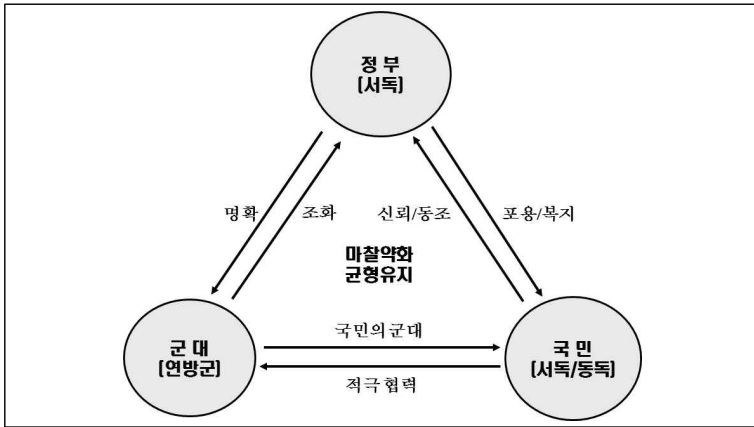 정 부
(서독)
명확
조화
신뢰/동조
포용/복지
마찰약화
균형유지
군 대
(연방군)
국민의군대
적극협력
국 민
(서독/동독)